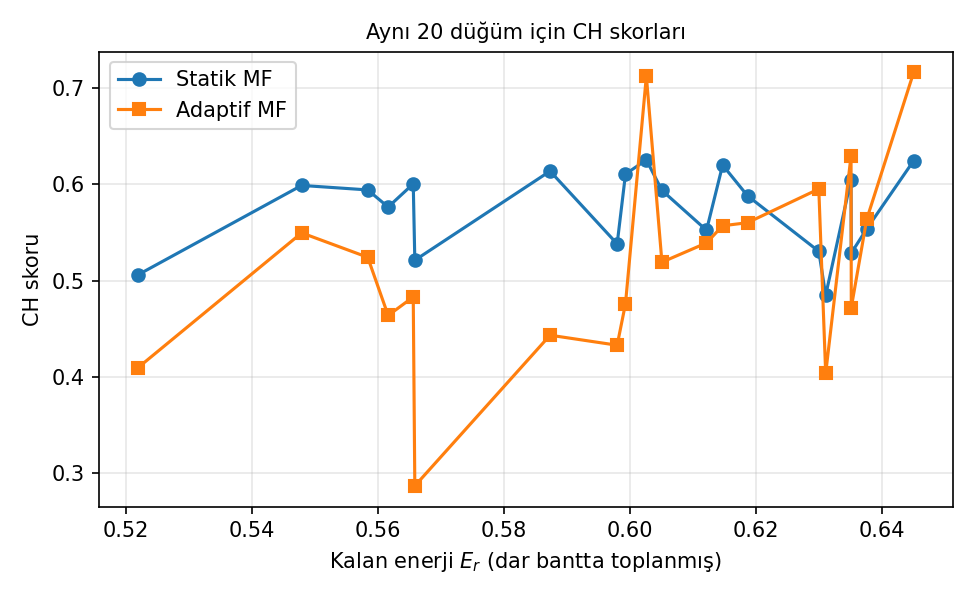 Aynı 20 düğüm için CH skorları
Statik MF
Adaptif MF
CH skoru
0.7
0.6
0.5
0.4
0.3
0.52 0.54 0.56 0.58 0.60 0.62 0.64
Kalan enerji E_r (dar bantta toplanmış)